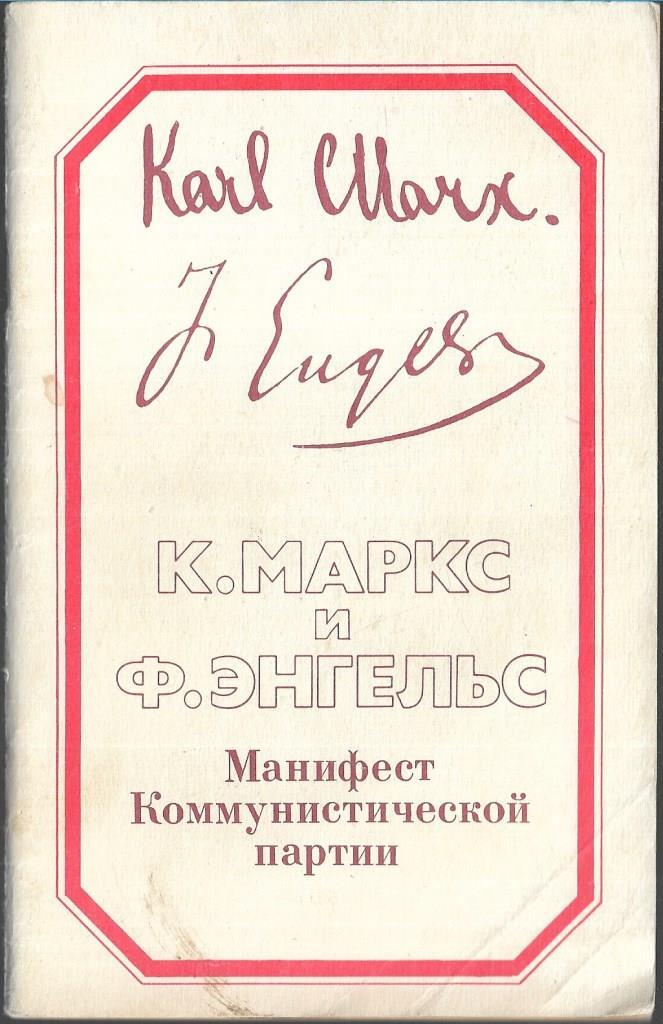 Karl Marx.
F Engels
К. МАРКС
и
Ф. ЭНГЕЛЬС
Манифест
Коммунистической
партии